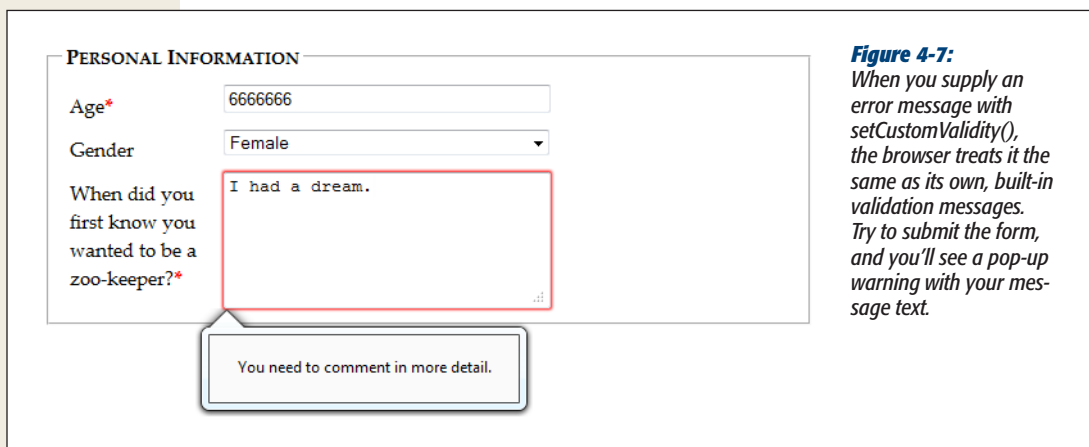 PERSONAL INFORMATION
Age*
6666666
Gender
Female
When did you
first know you
wanted to be a
zoo-keeper?*
I had a dream.
You need to comment in more detail.
Figure 4-7:
When you supply an
error message with
setCustomValidity(),
the browser treats it the
same as its own, built-in
validation messages.
Try to submit the form,
and you'll see a pop-up
warning with your mes-
sage text.